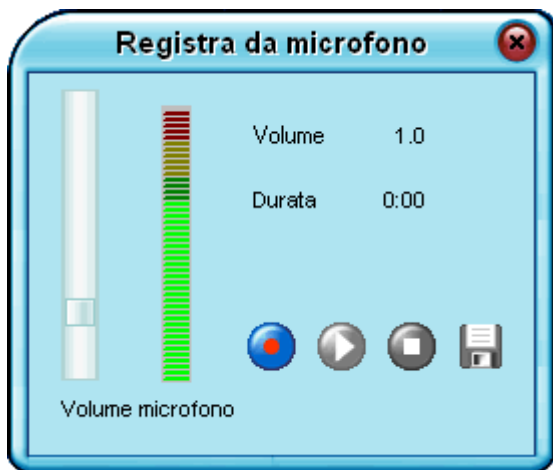 Registra da microfono
Volume 1.0
Durata 0:00
Volume microfono